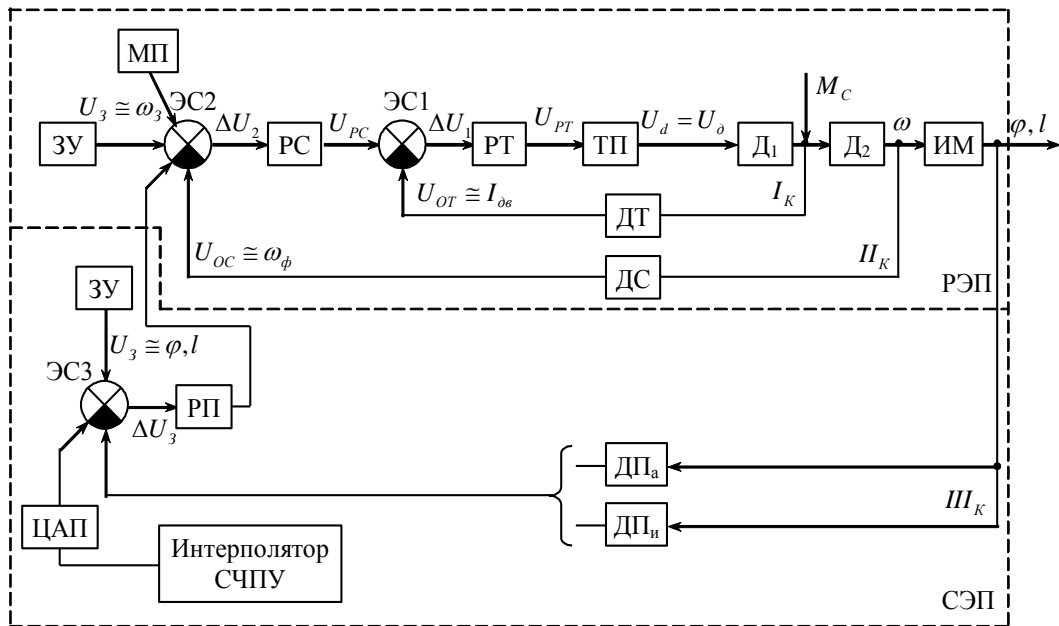 МП
U_З ≅ ω_З
ЭС2
ЭС1
M_С
ΔU_2
U_РС
ΔU_1
U_РТ
U_d = U_д
ω
φ, l
ЗУ
РС
РТ
ТП
Д_1
Д_2
ИМ
U_ОТ ≅ I_дв
ДТ
I_К
U_ОС ≅ ω_ф
ДС
II_К
РЭП
ЗУ
U_З ≅ φ, l
ЭС3
РП
ΔU_3
ДП_а
ДП_и
III_К
ЦАП
Интерполятор
СЧПУ
СЭП